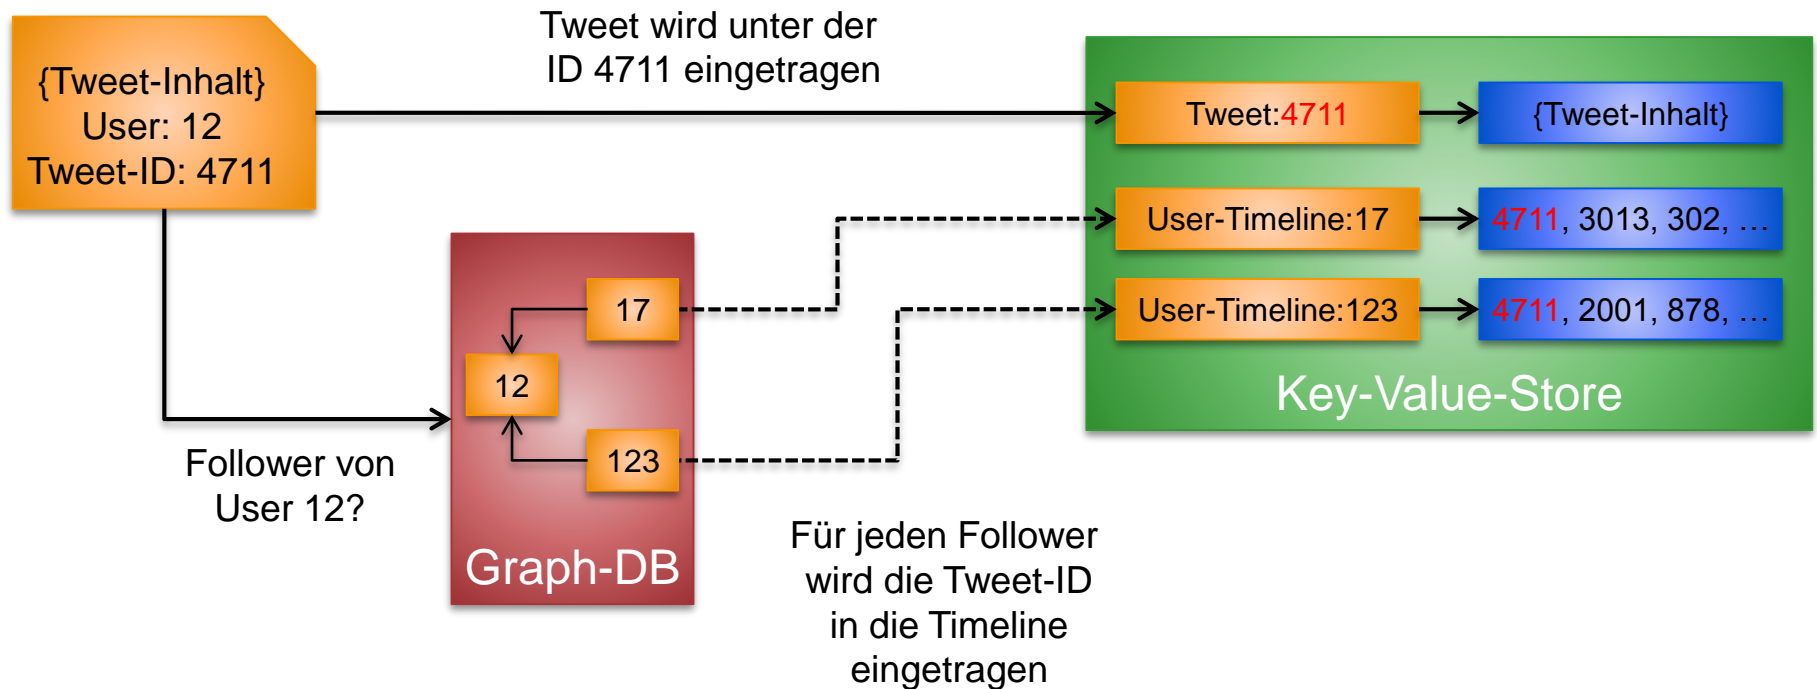 {Tweet-Inhalt}
User: 12
Tweet-ID: 4711
Tweet wird unter der
ID 4711 eingetragen
Tweet:4711
{Tweet-Inhalt}
User-Timeline:17
4711, 3013, 302, …
User-Timeline:123
4711, 2001, 878, …
Key-Value-Store
17
12
123
Graph-DB
Follower von
User 12?
Für jeden Follower
wird die Tweet-ID
in die Timeline
eingetragen